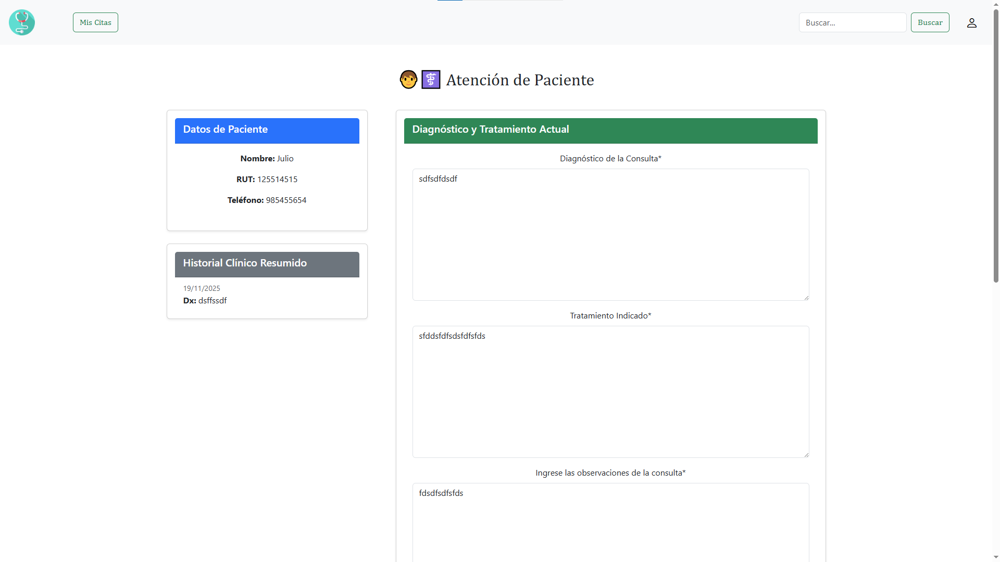 Mis Citas
Buscar...
Buscar
Atención de Paciente
Datos de Paciente
Nombre: Julio
RUT: 125514515
Teléfono: 985455654
Historial Clínico Resumido
19/11/2025
Dx: dsffssdf
Diagnóstico y Tratamiento Actual
Diagnóstico de la Consulta*
sdfsdfdsdf
Tratamiento Indicado*
sfddsfdfsdsfdfsfds
Ingrese las observaciones de la consulta*
fdsdfsdfsfds